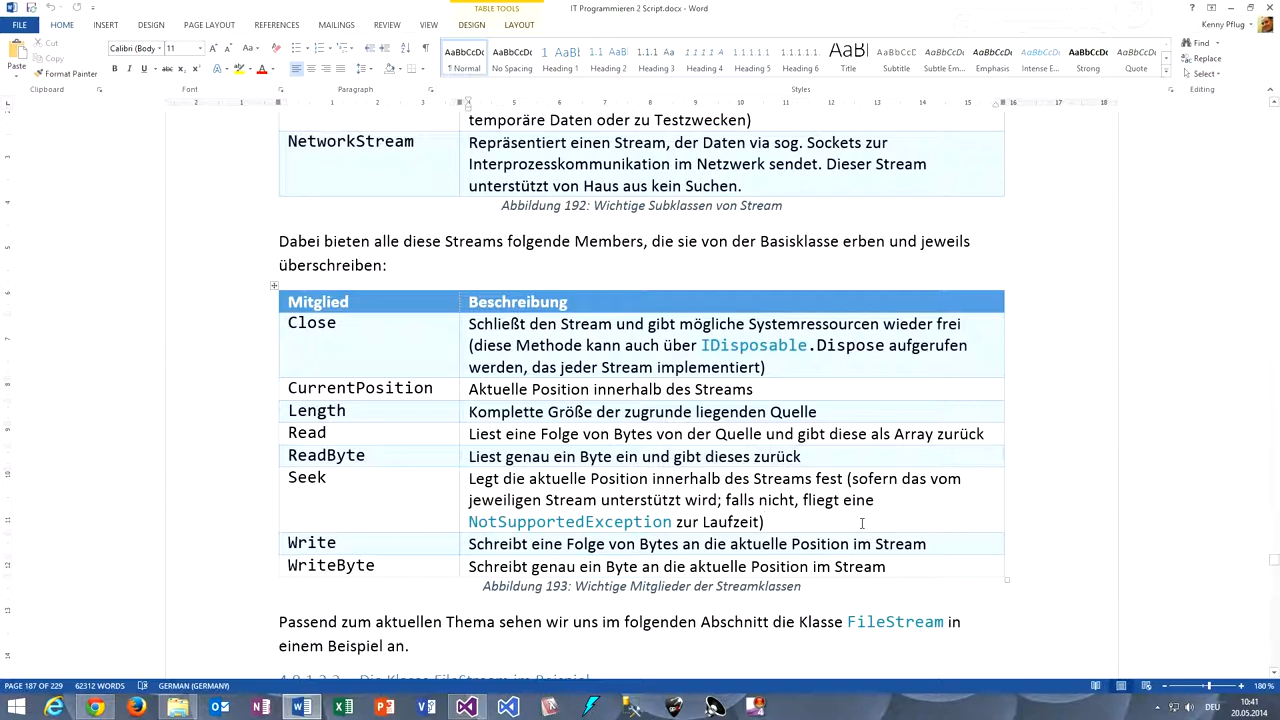 TABLE TOOLS
IT Programmieren 2 Script.docx - Word
FILE HOME INSERT DESIGN PAGE LAYOUT REFERENCES MAILINGS REVIEW VIEW DESIGN LAYOUT
Kenny Pflug
Cut
Copy
Format Painter
Paste
Clipboard
Calibri (Body) 11
Font
Paragraph
AaBbCcDc AaBbCcDc
¶ Normal No Spacing Heading 1 Heading 2 Heading 3 Heading 4 Heading 5 Heading 6 Title Subtitle Subtle Em... Emphasis Intense E... Strong Quote
Styles
Find
Replace
Select
Editing
temporäre Daten oder zu Testzwecken)
NetworkStream Repräsentiert einen Stream, der Daten via sog. Sockets zur
Interprozesskommunikation im Netzwerk sendet. Dieser Stream
unterstützt von Haus aus kein Suchen.
Abbildung 192: Wichtige Subklassen von Stream
Dabei bieten alle diese Streams folgende Members, die sie von der Basisklasse erben und jeweils
überschreiben:
Mitglied Beschreibung
Close Schließt den Stream und gibt mögliche Systemressourcen wieder frei
(diese Methode kann auch über IDisposable.Dispose aufgerufen
werden, das jeder Stream implementiert)
CurrentPosition Aktuelle Position innerhalb des Streams
Length Komplette Größe der zugrunde liegenden Quelle
Read Liest eine Folge von Bytes von der Quelle und gibt diese als Array zurück
ReadByte Liest genau ein Byte ein und gibt dieses zurück
Seek Legt die aktuelle Position innerhalb des Streams fest (sofern das vom
jeweiligen Stream unterstützt wird; falls nicht, fliegt eine
NotSupportedException zur Laufzeit)
Write Schreibt eine Folge von Bytes an die aktuelle Position im Stream
WriteByte Schreibt genau ein Byte an die aktuelle Position im Stream
Abbildung 193: Wichtige Mitglieder der Streamklassen
Passend zum aktuellen Thema sehen wir uns im folgenden Abschnitt die Klasse FileStream in
einem Beispiel an.
Die Klasse FileStream im Beispiel
PAGE 187 OF 229 62312 WORDS GERMAN (GERMANY) 180 %
DEU
10:41
20.05.2014